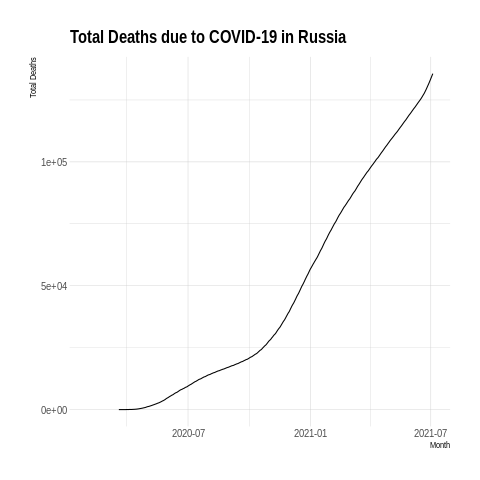 Total Deaths due to COVID-19 in Russia
Total Deaths
1e+05
5e+04
0e+00
2020-07 2021-01 2021-07
Month